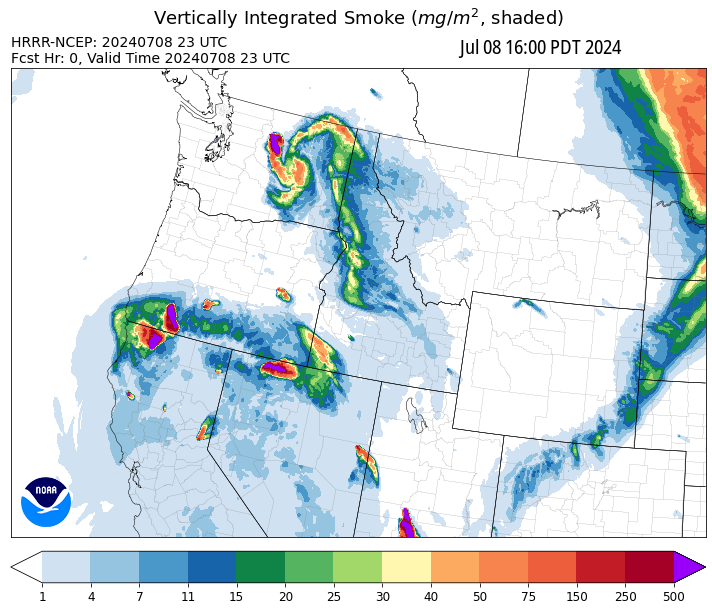 Vertically Integrated Smoke (mg/m², shaded)
HRRR-NCEP: 20240708 23 UTC
Fcst Hr: 0, Valid Time 20240708 23 UTC
Jul 08 16:00 PDT 2024
NOAA
1 4 7 11 15 20 25 30 40 50 75 150 250 500